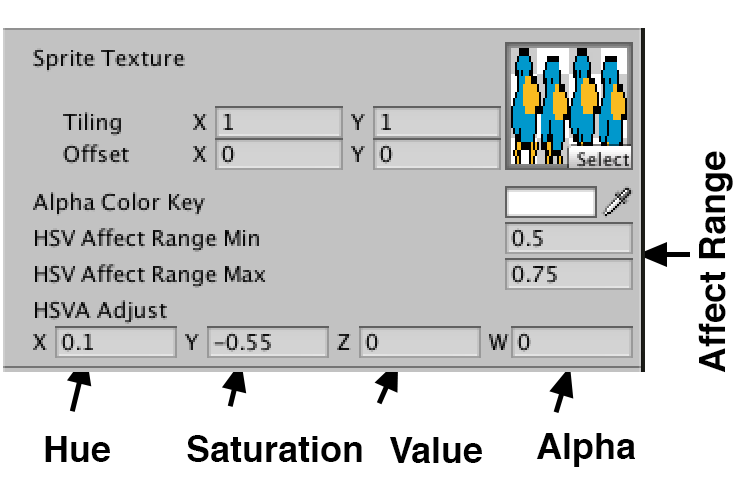 Sprite Texture
Tiling X 1 Y 1
Offset X 0 Y 0
Select
Alpha Color Key
HSV Affect Range Min 0.5
HSV Affect Range Max 0.75
HSVA Adjust
X 0.1 Y -0.55 Z 0 W 0
Affect Range
Hue Saturation Value Alpha